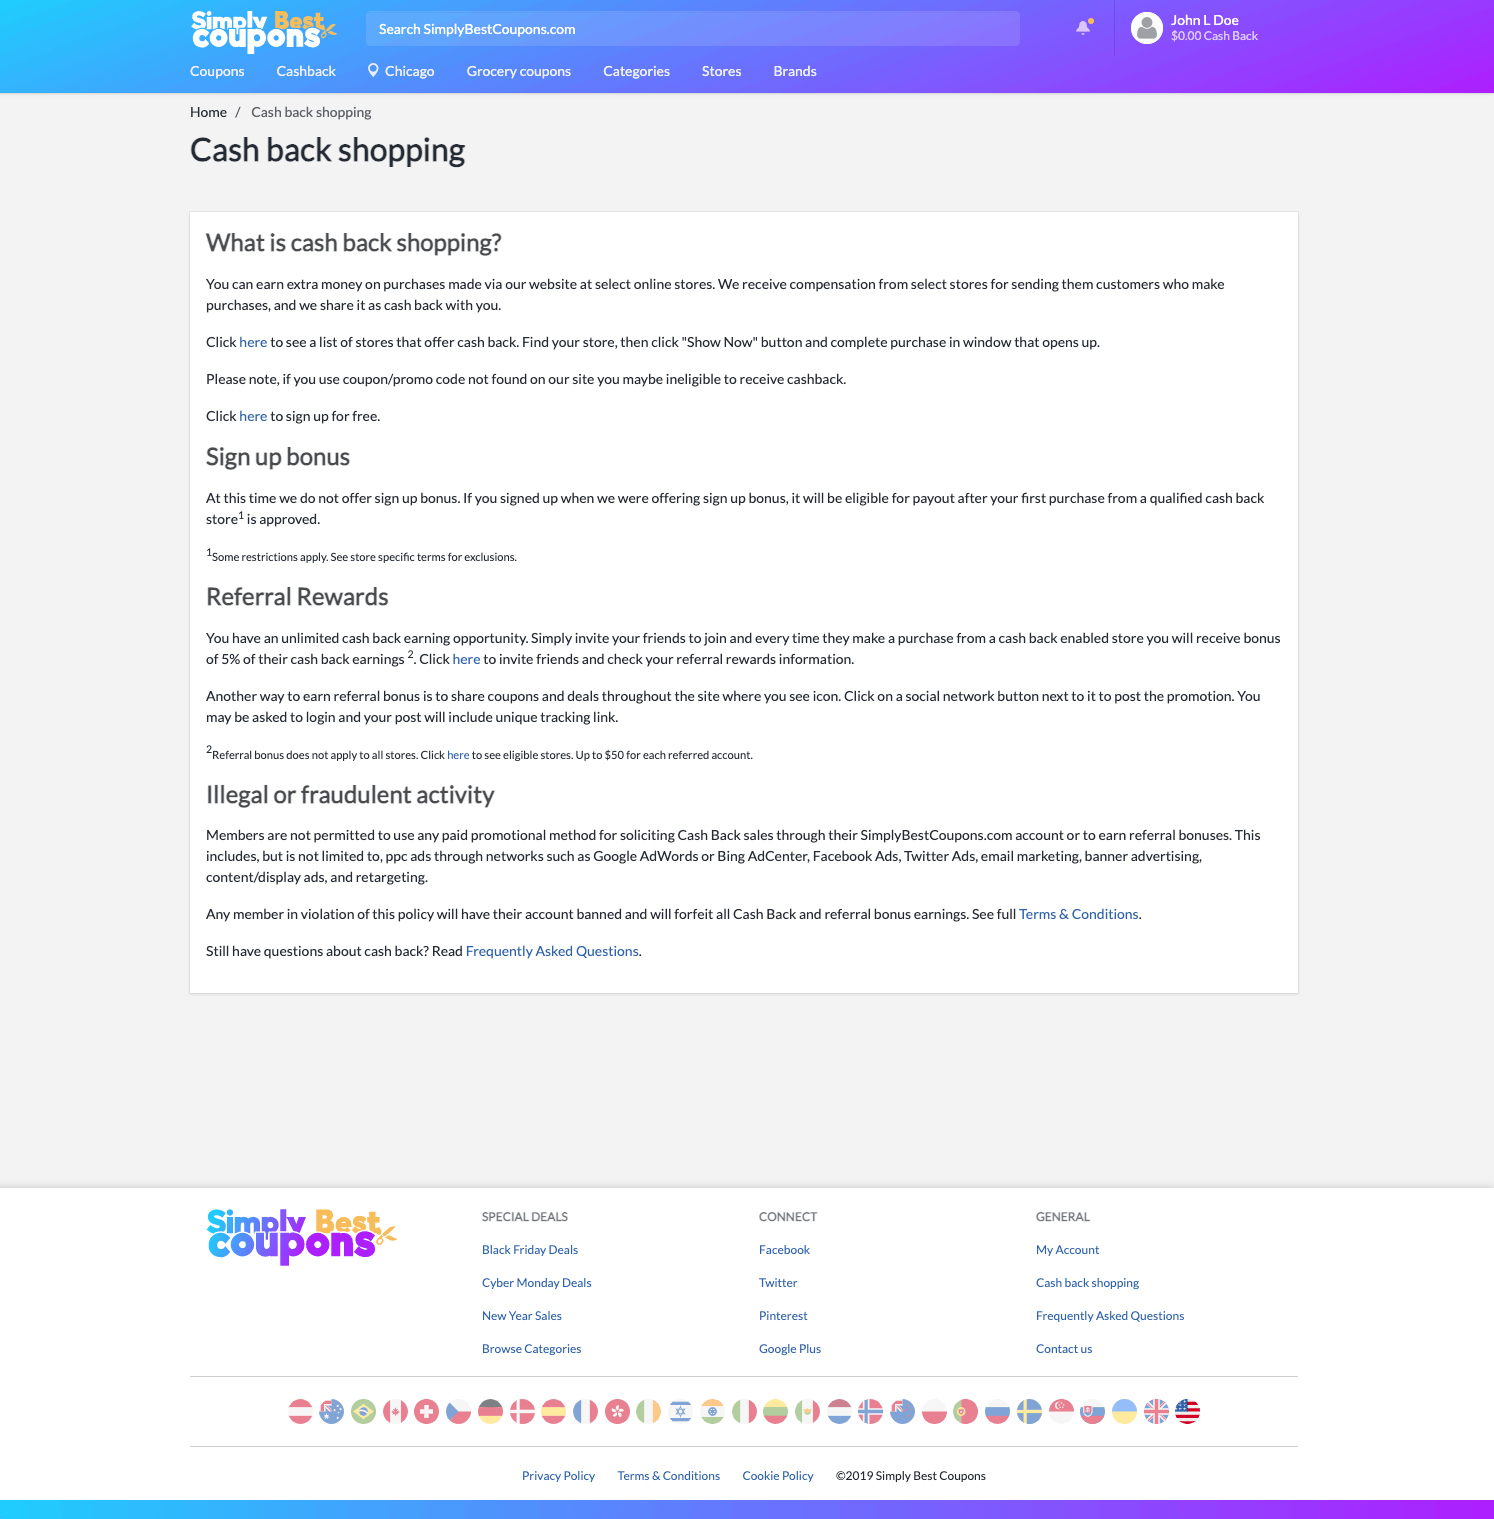 Simply Best
coupons
Search SimplyBestCoupons.com
John L Doe
$0.00 Cash Back
Coupons Cashback Chicago Grocery coupons Categories Stores Brands
Home / Cash back shopping
Cash back shopping
What is cash back shopping?
You can earn extra money on purchases made via our website at select online stores. We receive compensation from select stores for sending them customers who make
purchases, and we share it as cash back with you.
Click here to see a list of stores that offer cash back. Find your store, then click "Show Now" button and complete purchase in window that opens up.
Please note, if you use coupon/promo code not found on our site you maybe ineligible to receive cashback.
Click here to sign up for free.
Sign up bonus
At this time we do not offer sign up bonus. If you signed up when we were offering sign up bonus, it will be eligible for payout after your first purchase from a qualified cash back
store1 is approved.
1Some restrictions apply. See store specific terms for exclusions.
Referral Rewards
You have an unlimited cash back earning opportunity. Simply invite your friends to join and every time they make a purchase from a cash back enabled store you will receive bonus
of 5% of their cash back earnings 2. Click here to invite friends and check your referral rewards information.
Another way to earn referral bonus is to share coupons and deals throughout the site where you see icon. Click on a social network button next to it to post the promotion. You
may be asked to login and your post will include unique tracking link.
2Referral bonus does not apply to all stores. Click here to see eligible stores. Up to $50 for each referred account.
Illegal or fraudulent activity
Members are not permitted to use any paid promotional method for soliciting Cash Back sales through their SimplyBestCoupons.com account or to earn referral bonuses. This
includes, but is not limited to, ppc ads through networks such as Google AdWords or Bing AdCenter, Facebook Ads, Twitter Ads, email marketing, banner advertising,
content/display ads, and retargeting.
Any member in violation of this policy will have their account banned and will forfeit all Cash Back and referral bonus earnings. See full Terms & Conditions.
Still have questions about cash back? Read Frequently Asked Questions.
Simply Best
coupons
SPECIAL DEALS
Black Friday Deals
Cyber Monday Deals
New Year Sales
Browse Categories
CONNECT
Facebook
Twitter
Pinterest
Google Plus
GENERAL
My Account
Cash back shopping
Frequently Asked Questions
Contact us
Privacy Policy Terms & Conditions Cookie Policy ©2019 Simply Best Coupons